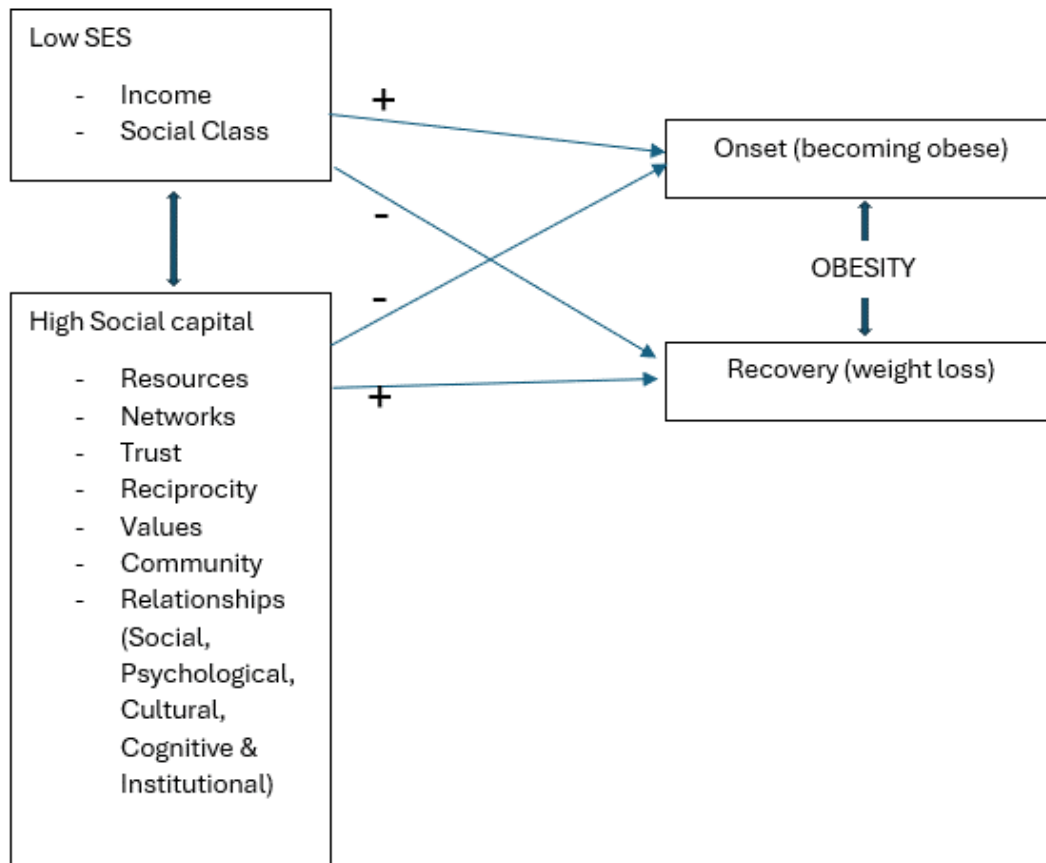 Low SES
- Income
- Social Class
+
-
-
+
Onset (becoming obese)
OBESITY
Recovery (weight loss)
High Social capital
- Resources
- Networks
- Trust
- Reciprocity
- Values
- Community
- Relationships
(Social,
Psychological,
Cultural,
Cognitive &
Institutional)